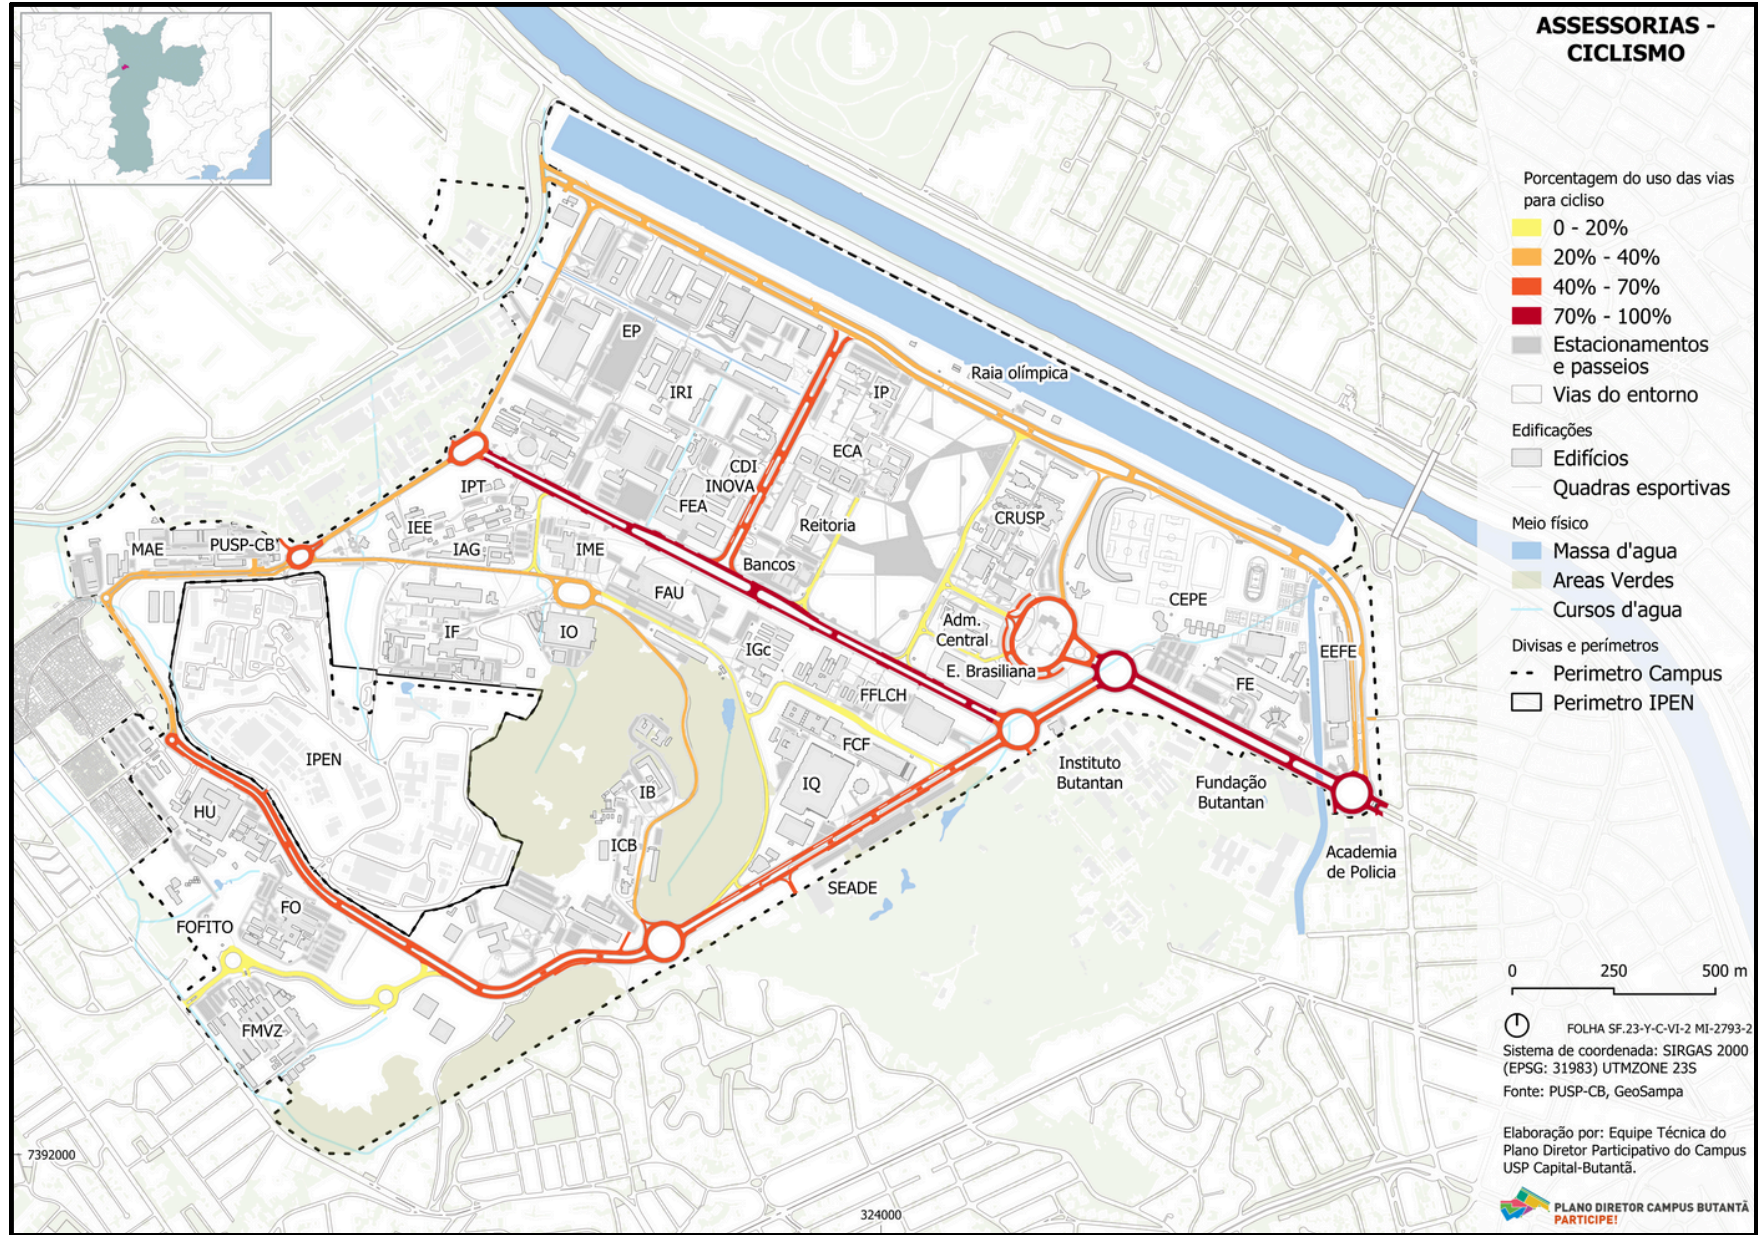 ASSESSORIAS -
CICLISMO
Porcentagem do uso das vias
para cicliso
0 - 20%
20% - 40%
40% - 70%
70% - 100%
Estacionamentos
e passeios
Vias do entorno
Edificações
Edifícios
Quadras esportivas
Meio físico
Massa d'agua
Areas Verdes
Cursos d'agua
Divisas e perímetros
Perimetro Campus
Perimetro IPEN
0 250 500 m
FOLHA SF.23-Y-C-VI-2 MI-2793-2
Sistema de coordenada: SIRGAS 2000
(EPSG: 31983) UTMZONE 23S
Fonte: PUSP-CB, GeoSampa
Elaboração por: Equipe Técnica do
Plano Diretor Participativo do Campus
USP Capital-Butantã.
PLANO DIRETOR CAMPUS BUTANTÃ
PARTICIPE!
EP
Raia olímpica
IRI
IP
ECA
CDI
INOVA
IPT
FEA
CRUSP
Reitoria
IEE
MAE
PUSP-CB
IAG
IME
Bancos
FAU
CEPE
Adm.
Central
IF
IO
IGc
EEFE
E. Brasiliana
FE
FFLCH
FCF
IPEN
Instituto
Butantan
Fundação
Butantan
IQ
IB
HU
ICB
Academia
de Policia
SEADE
FO
FOFITO
FMVZ
7392000
324000